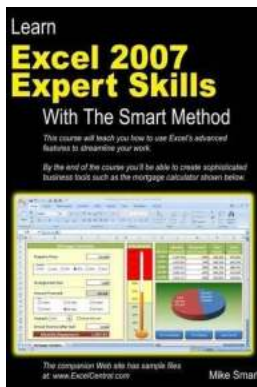 Learn
Excel 2007
Expert Skills
With The Smart Method
This course will teach you how to use Excel's advanced
features to streamline your work.
By the end of the course you'll be able to create sophisticated
business tools such as the mortgage calculator shown below.
The companion Web site has sample files
at: www.ExcelCentral.com
Mike Smar